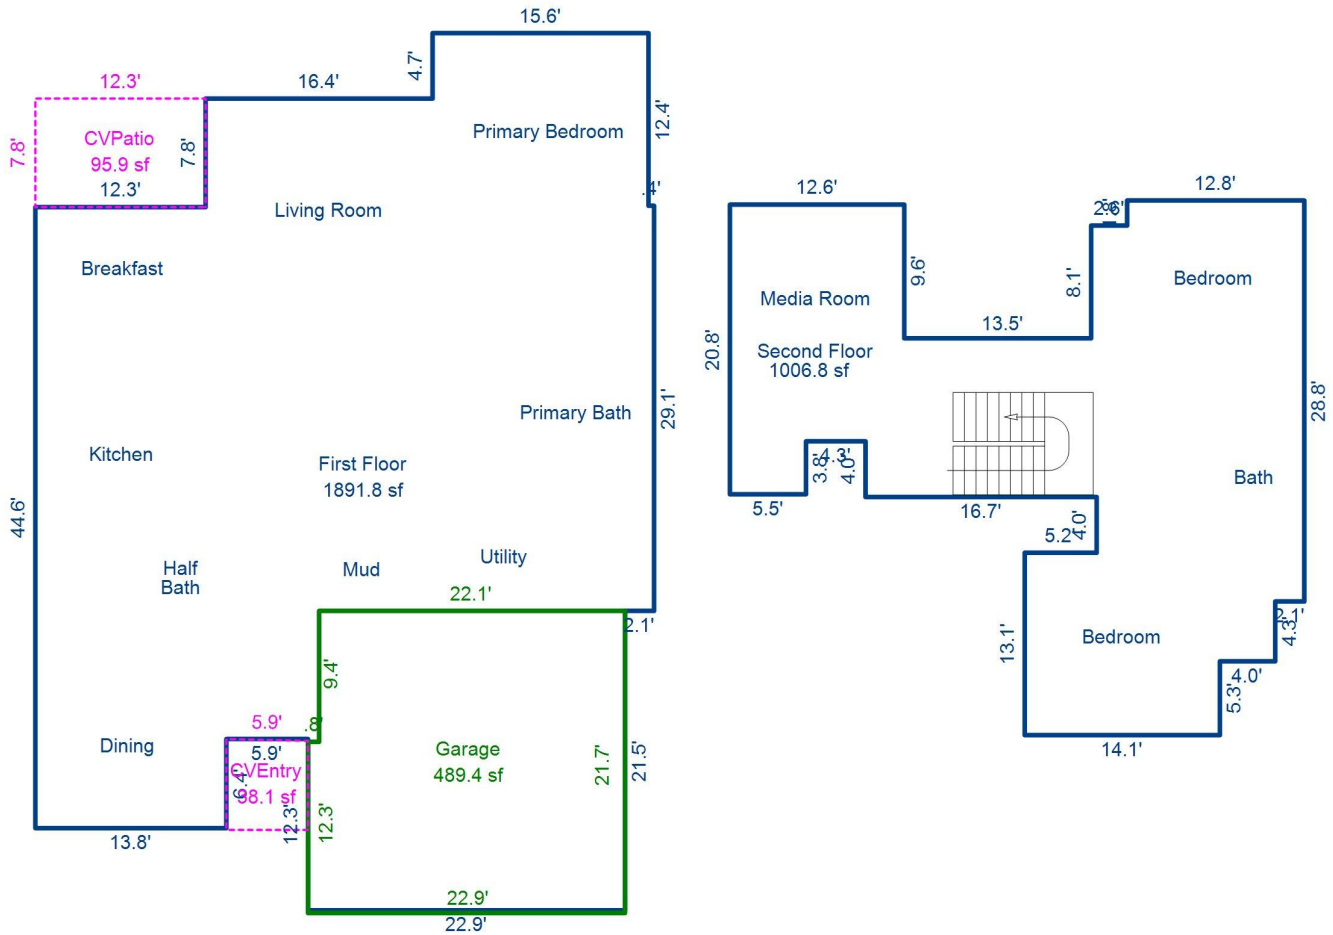 15.6'
4.7'
12.3'
16.4'
7.8'
CVPatio
95.9 sf
7.8'
12.3'
Primary Bedroom
12.4'
.4'
Living Room
Breakfast
Primary Bath
29.1'
Kitchen
First Floor
1891.8 sf
44.6'
Half
Bath
Mud
Utility
22.1'
2.1'
9.4'
.8'
5.9'
5.9'
Dining
CVEntry
6.4'
12.3'
12.3'
13.8'
Garage
489.4 sf
21.7'
21.5'
22.9'
22.9'
12.6'
2.6'
12.8'
9.6'
8.1'
Bedroom
Media Room
13.5'
Second Floor
1006.8 sf
20.8'
28.8'
3.8'
4.3'
4.0'
5.5'
16.7'
Bath
5.2'
4.0'
13.1'
Bedroom
2.1'
4.3'
4.0'
5.3'
14.1'